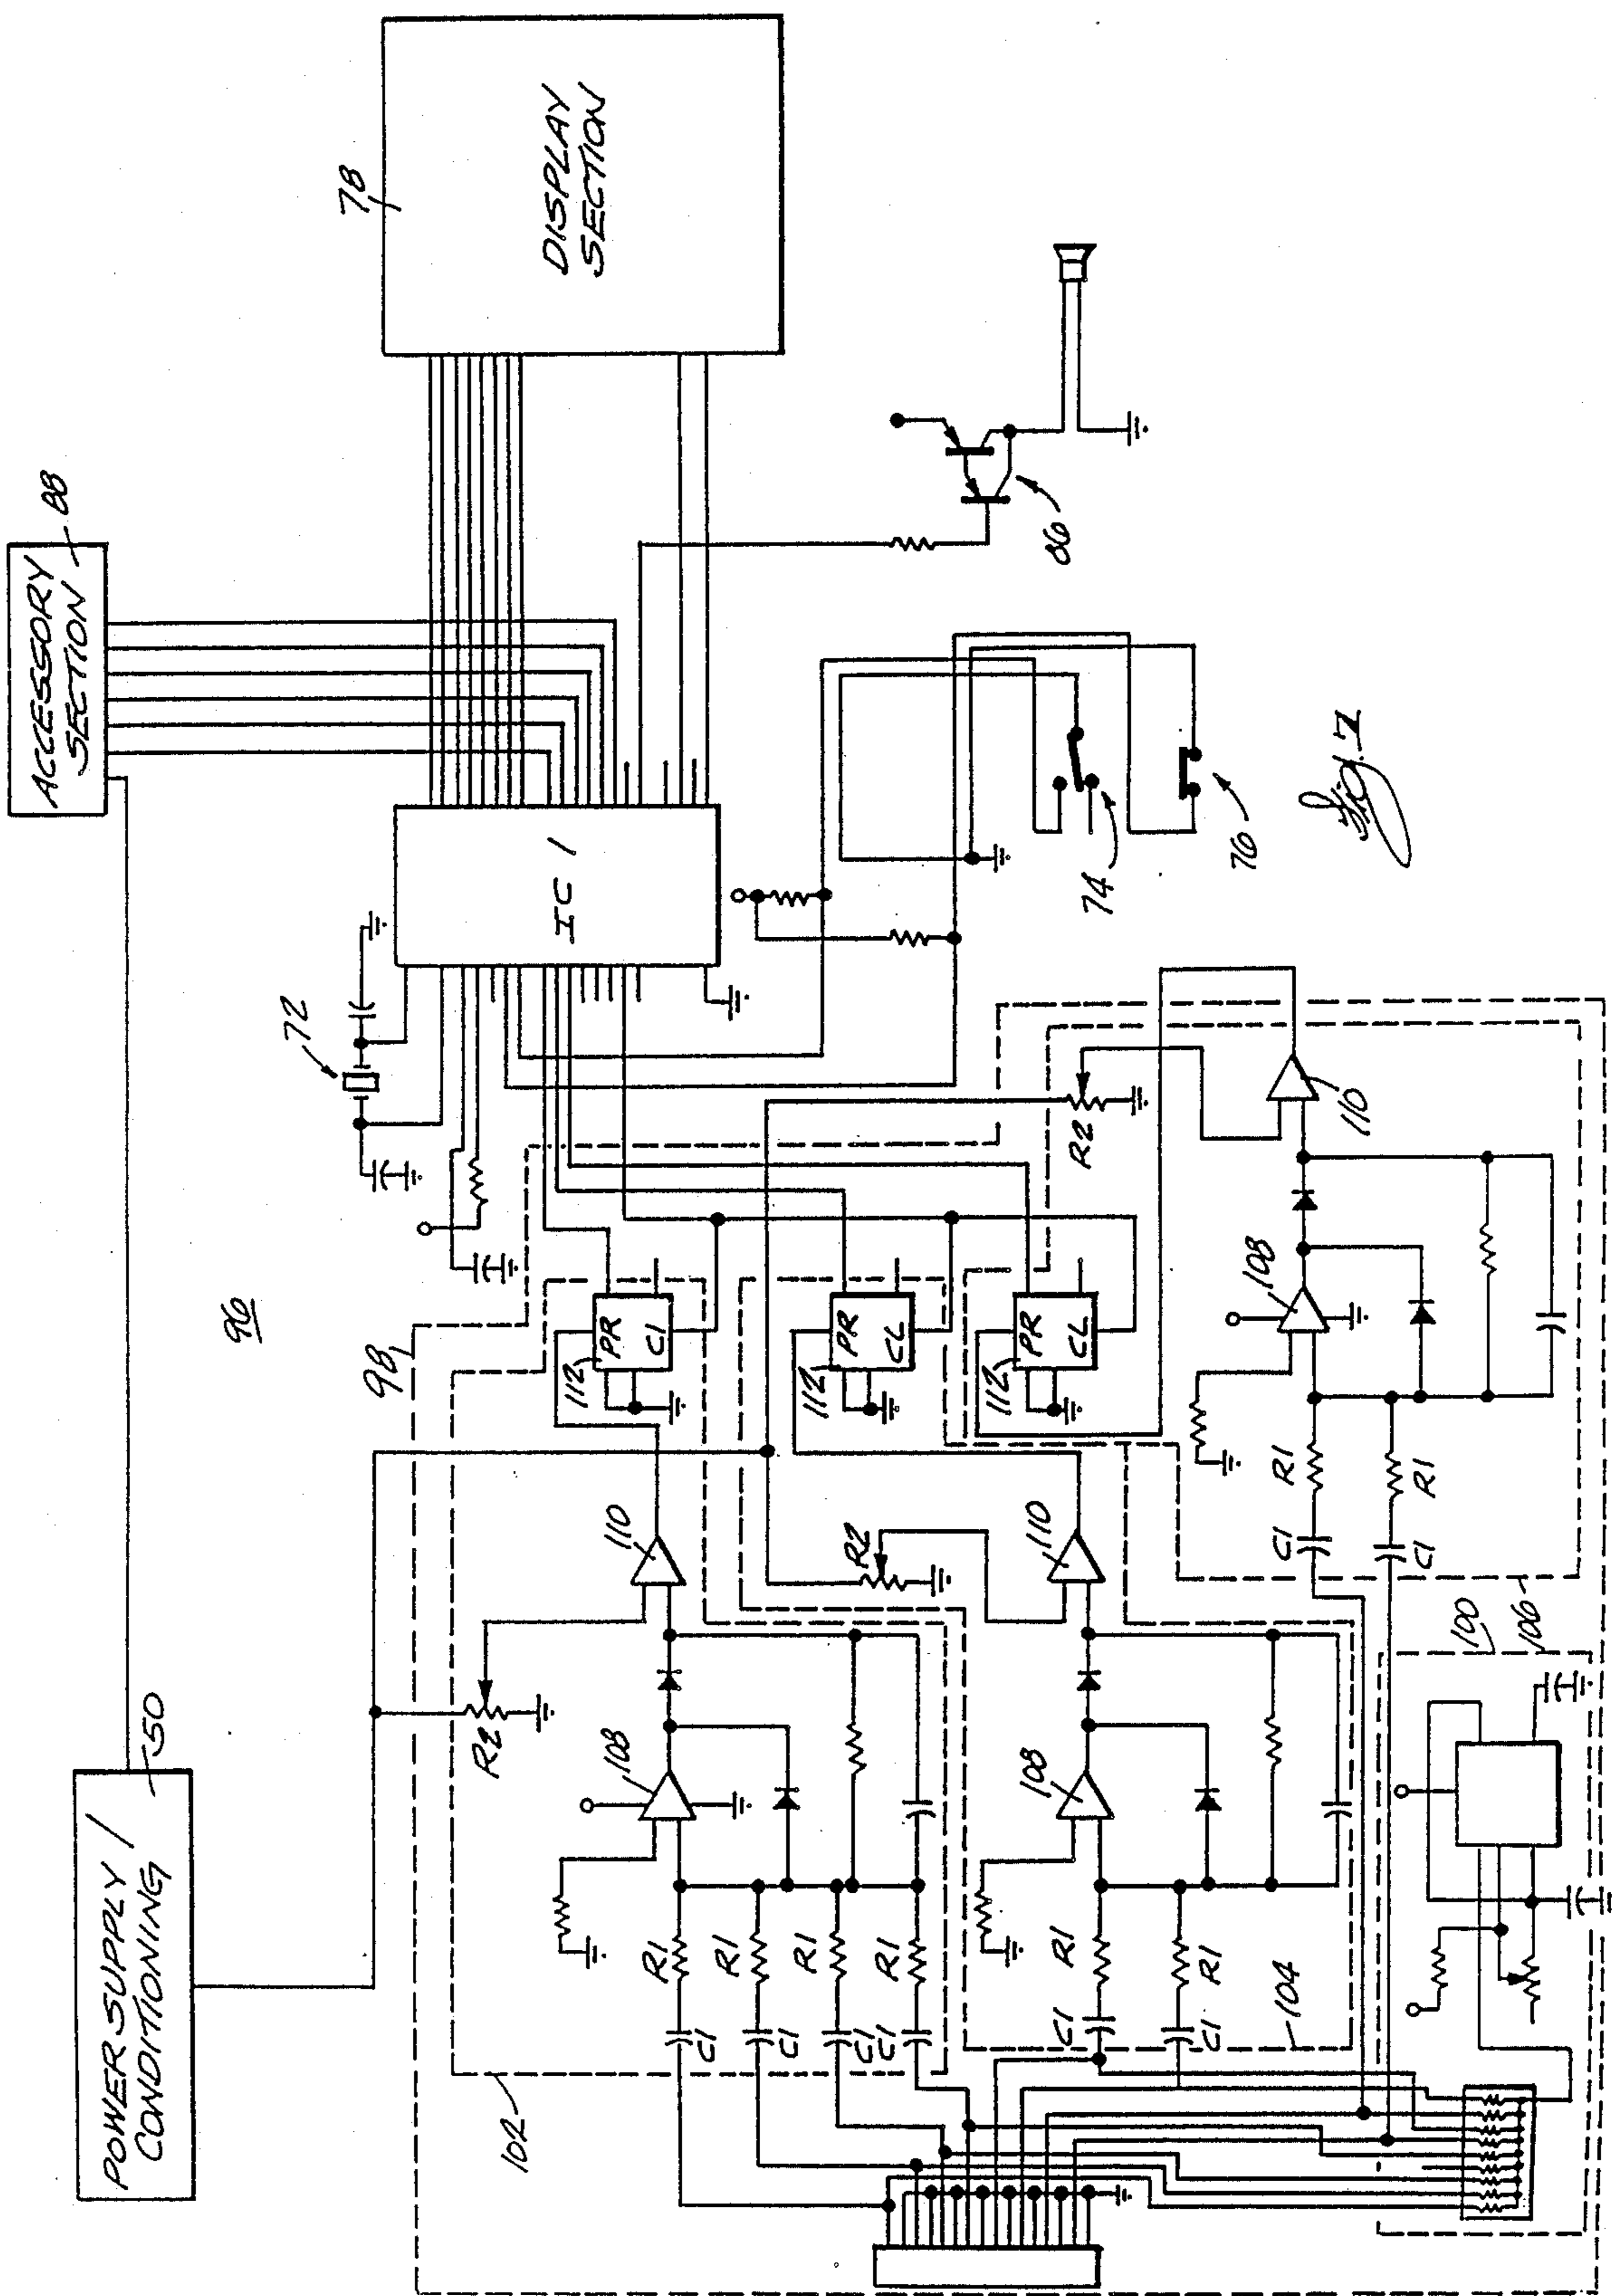 POWER SUPPLY /
CONDITIONING
50
ACCESSORY
SECTION
88
78
DISPLAY
SECTION
72
IC 1
96
98
86
74
76
Fig. 7
102
R2
110
108
112
PR
C1
R1
R1
R1
R1
C1
C1
C1
C1
R2
110
108
112
PR
CL
R1
R1
C1
C1
104
R2
110
108
112
PR
CL
R1
R1
C1
C1
100
106